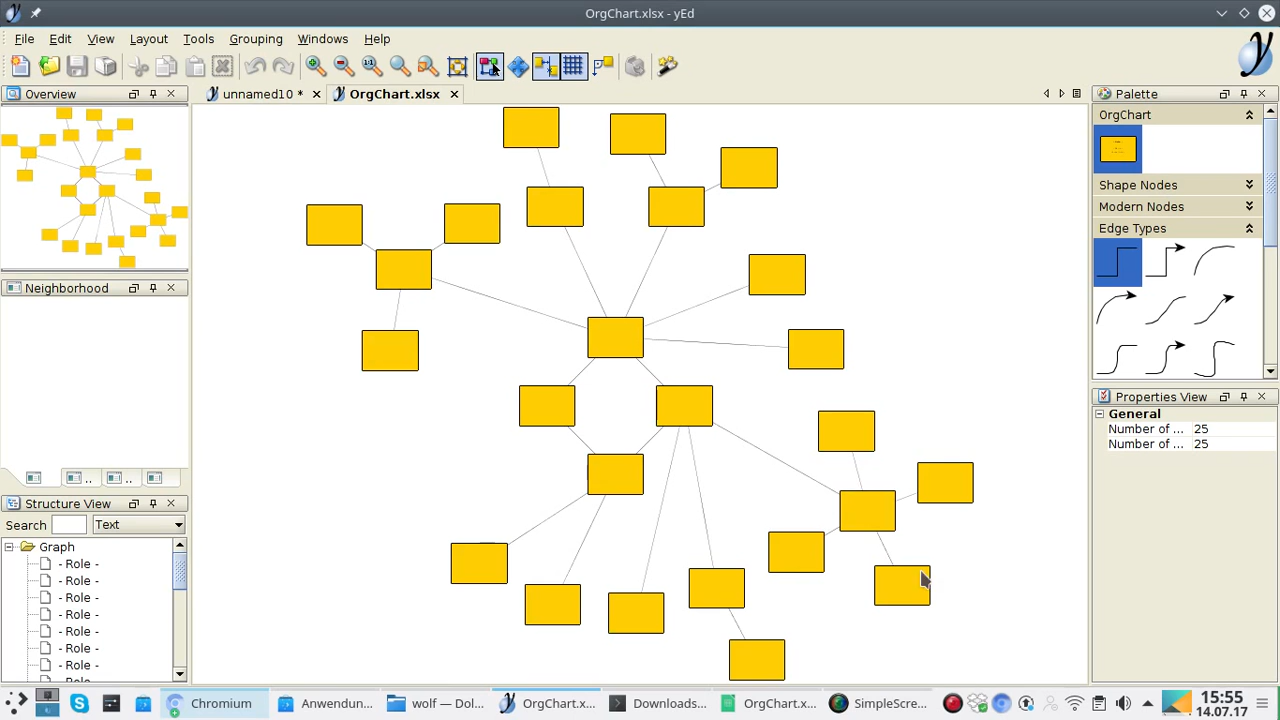 OrgChart.xlsx - yEd
File Edit View Layout Tools Grouping Windows Help
Overview
unnamed10 *
OrgChart.xlsx
Palette
OrgChart
Shape Nodes
Modern Nodes
Edge Types
Neighborhood
..
..
Properties View
General
Number of ... 25
Number of ... 25
Structure View
Search Text
Graph
- Role -
- Role -
- Role -
- Role -
- Role -
- Role -
- Role -
Chromium
Anwendun...
wolf — Dol...
OrgChart.xs...
Downloads...
OrgChart.xs...
SimpleScre...
15:55
14.07.17